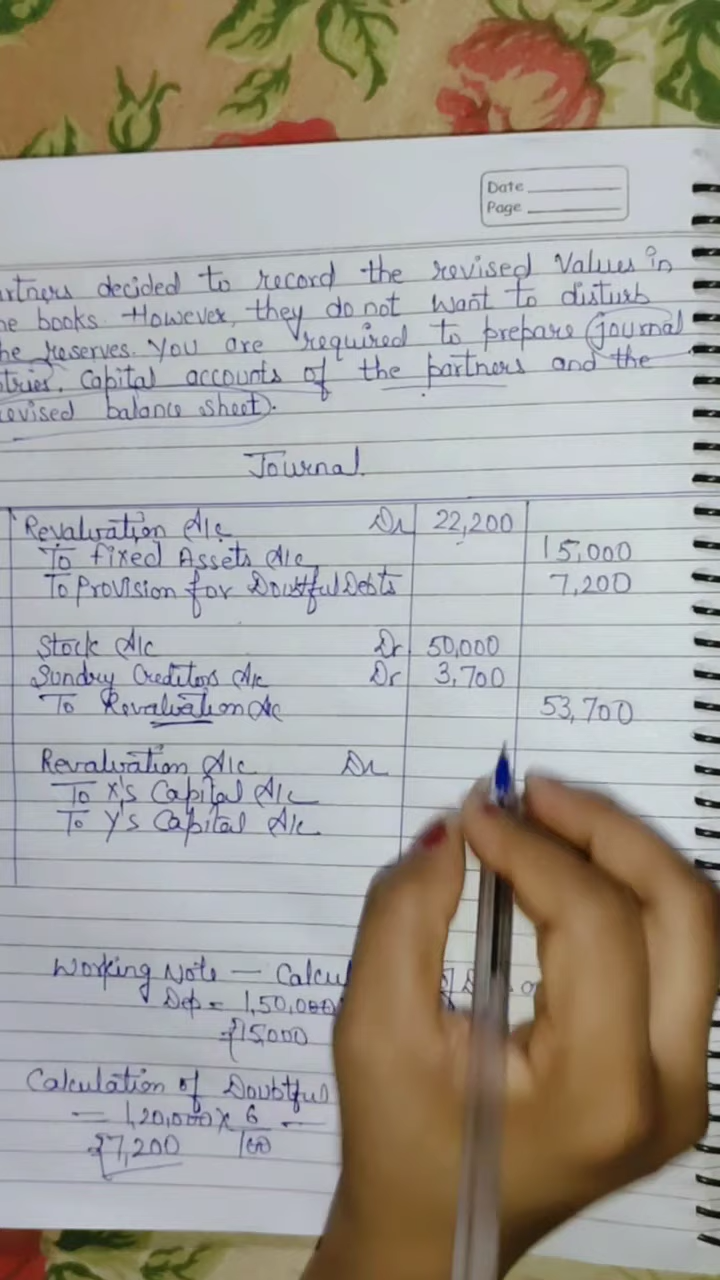 Date
Page
artners decided to record the revised Values in
he books. However, they do not want to disturb
he reserves. You are required to prepare journal
tries, Capital accounts of the partners and the
evised balance sheet.
Journal
Revaluation A/c Dr 22,200
To fixed Assets A/c 15,000
To Provision for Doubtful Debts 7,200
Stock A/c Dr 50,000
Sundry Creditors A/c Dr 3,700
To Revaluation A/c 53,700
Revaluation A/c Dr
To X's Capital A/c
To Y's Capital A/c
Working Note — Calcul
Dep = 1,50,000
= ₹15,000
Calculation of Doubtful
= 1,20,000 × 6/100 =
₹7,200